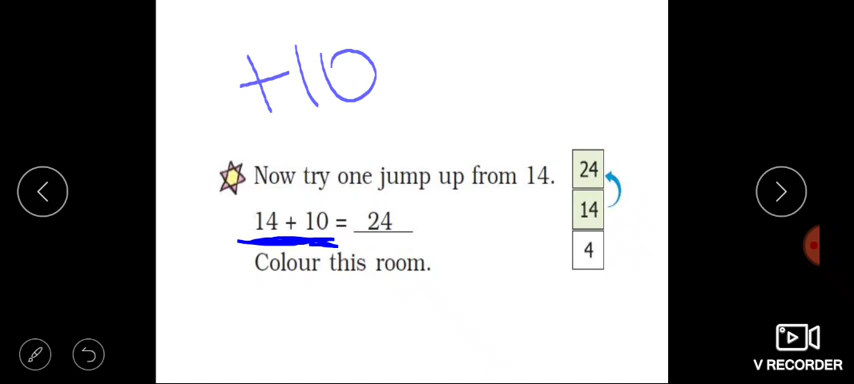 +10
Now try one jump up from 14.
14 + 10 = 24
Colour this room.
24
14
4
V RECORDER